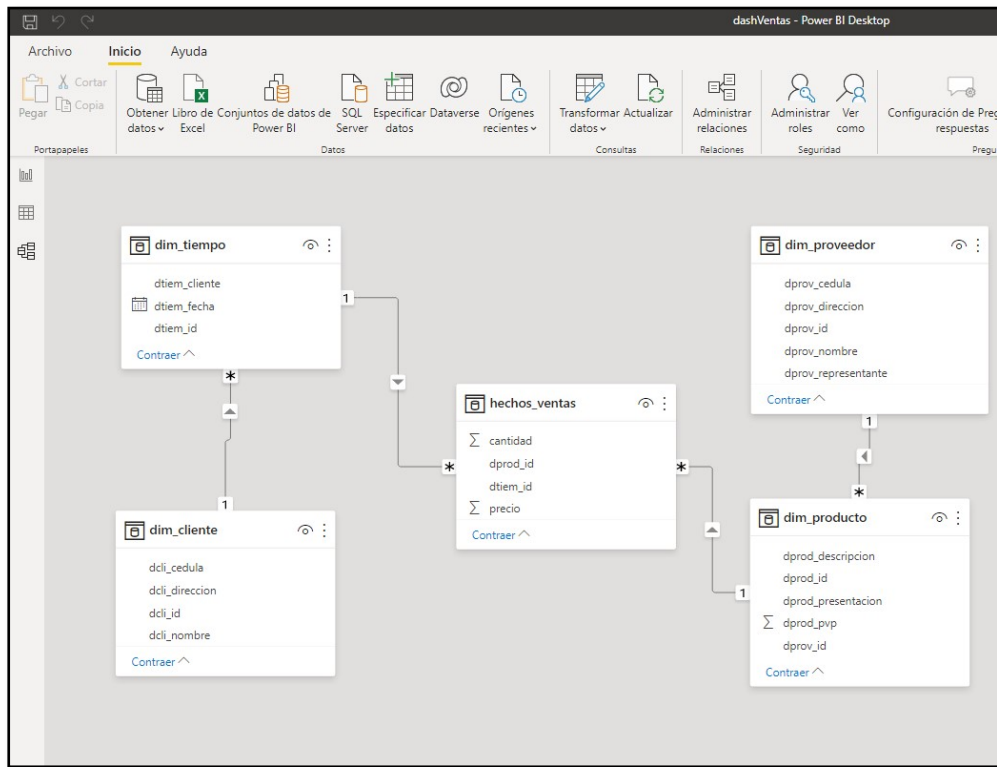 dashVentas - Power BI Desktop
Archivo Inicio Ayuda
Pegar
Cortar
Copia
Portapapeles
Obtener datos
Libro de Excel
Conjuntos de datos de Power BI
SQL Server
Especificar datos
Dataverse
Orígenes recientes
Datos
Transformar datos
Actualizar
Consultas
Administrar relaciones
Relaciones
Administrar roles
Ver como
Seguridad
Configuración de Preg
respuestas
Pregu
dim_tiempo
dtiem_cliente
dtiem_fecha
dtiem_id
Contraer
1
*
*
1
dim_cliente
dcli_cedula
dcli_direccion
dcli_id
dcli_nombre
Contraer
hechos_ventas
Σ cantidad
dprod_id
dtiem_id
Σ precio
Contraer
*
1
dim_proveedor
dprov_cedula
dprov_direccion
dprov_id
dprov_nombre
dprov_representante
Contraer
1
*
dim_producto
dprod_descripcion
dprod_id
dprod_presentacion
Σ dprod_pvp
dprov_id
Contraer